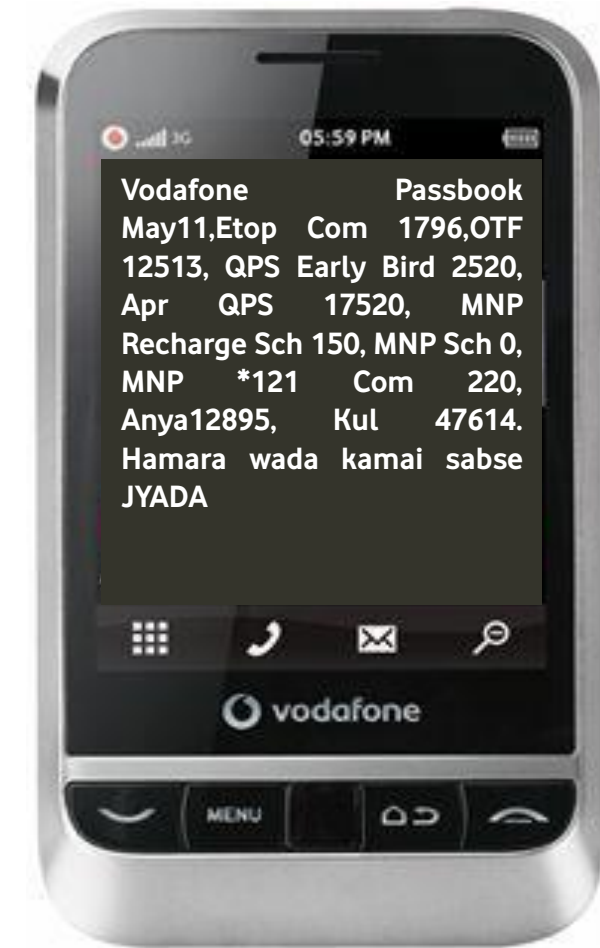 3G 05:59 PM
Vodafone Passbook
May11,Etop Com 1796,OTF
12513, QPS Early Bird 2520,
Apr QPS 17520, MNP
Recharge Sch 150, MNP Sch 0,
MNP *121 Com 220,
Anya12895, Kul 47614.
Hamara wada kamai sabse
JYADA
vodafone
MENU